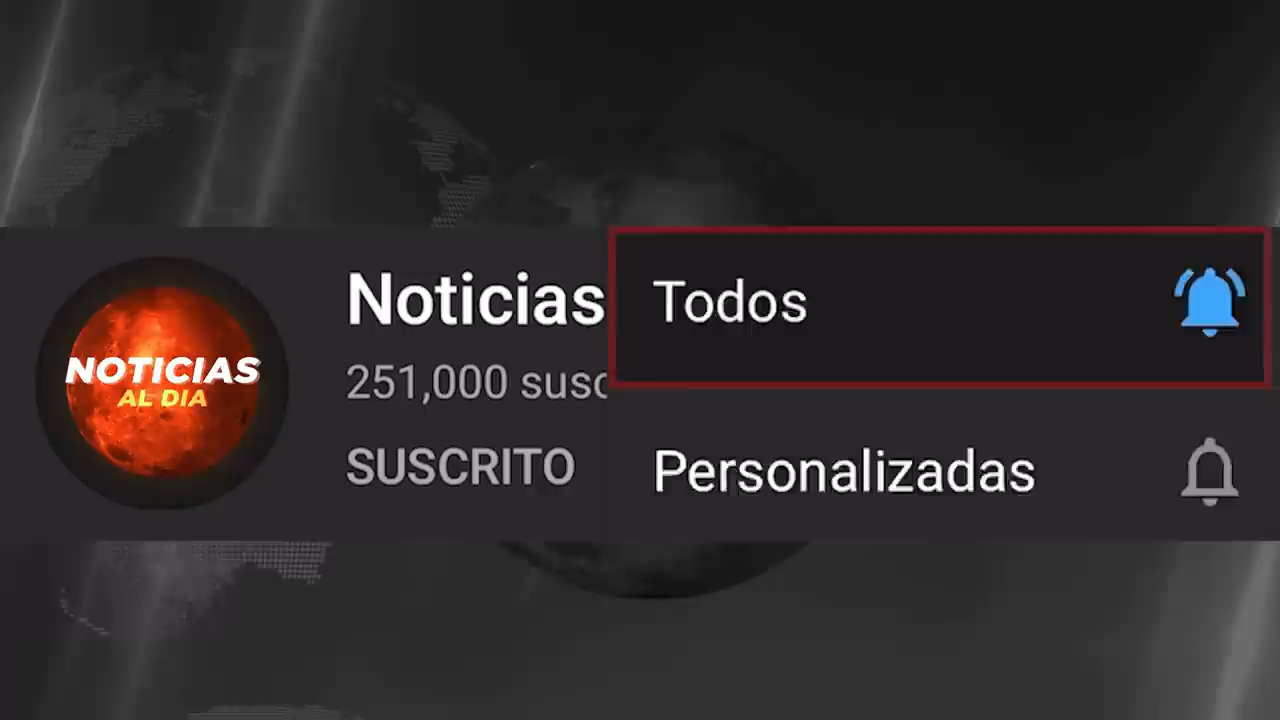 NOTICIAS
AL DIA
Noticias
251,000 susc
SUSCRITO
Todos
Personalizadas